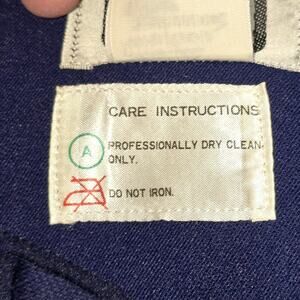 CARE INSTRUCTIONS
A
PROFESSIONALLY DRY CLEAN
ONLY.
DO NOT IRON.